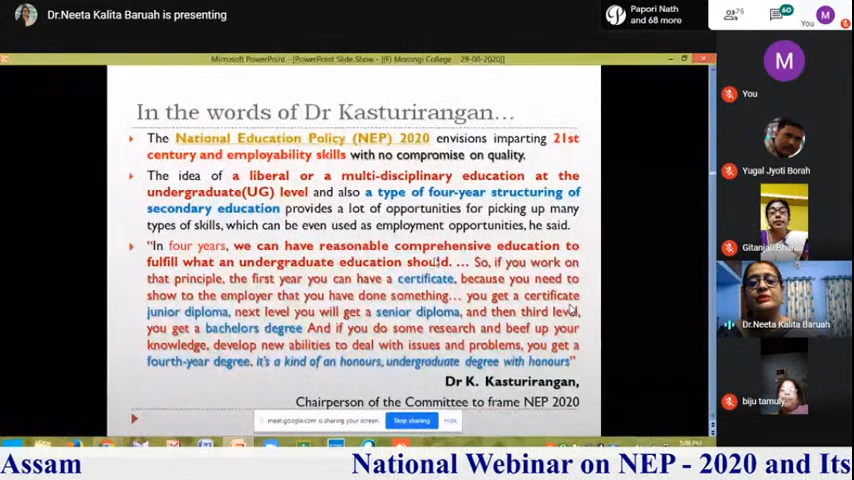 Dr.Neeta Kalita Baruah is presenting
Papori Nath
and 68 more
75
60
You
M
Microsoft PowerPoint - [PowerPoint Slide Show - [(F) Morongi College 29-08-2020]]
In the words of Dr Kasturirangan...
The National Education Policy (NEP) 2020 envisions imparting 21st
century and employability skills with no compromise on quality.
The idea of a liberal or a multi-disciplinary education at the
undergraduate(UG) level and also a type of four-year structuring of
secondary education provides a lot of opportunities for picking up many
types of skills, which can be even used as employment opportunities, he said.
"In four years, we can have reasonable comprehensive education to
fulfill what an undergraduate education should. ... So, if you work on
that principle, the first year you can have a certificate, because you need to
show to the employer that you have done something... you get a certificate
junior diploma, next level you will get a senior diploma, and then third level,
you get a bachelors degree And if you do some research and beef up your
knowledge, develop new abilities to deal with issues and problems, you get a
fourth-year degree, it's a kind of an honours, undergraduate degree with honours"
Dr K. Kasturirangan,
Chairperson of the Committee to frame NEP 2020
meet.google.com is sharing your screen.
Stop sharing
Hide
5:06 PM
M
You
Yugal Jyoti Borah
Gitanjali Bharali
Dr.Neeta Kalita Baruah
biju tamuly
Assam
National Webinar on NEP - 2020 and Its